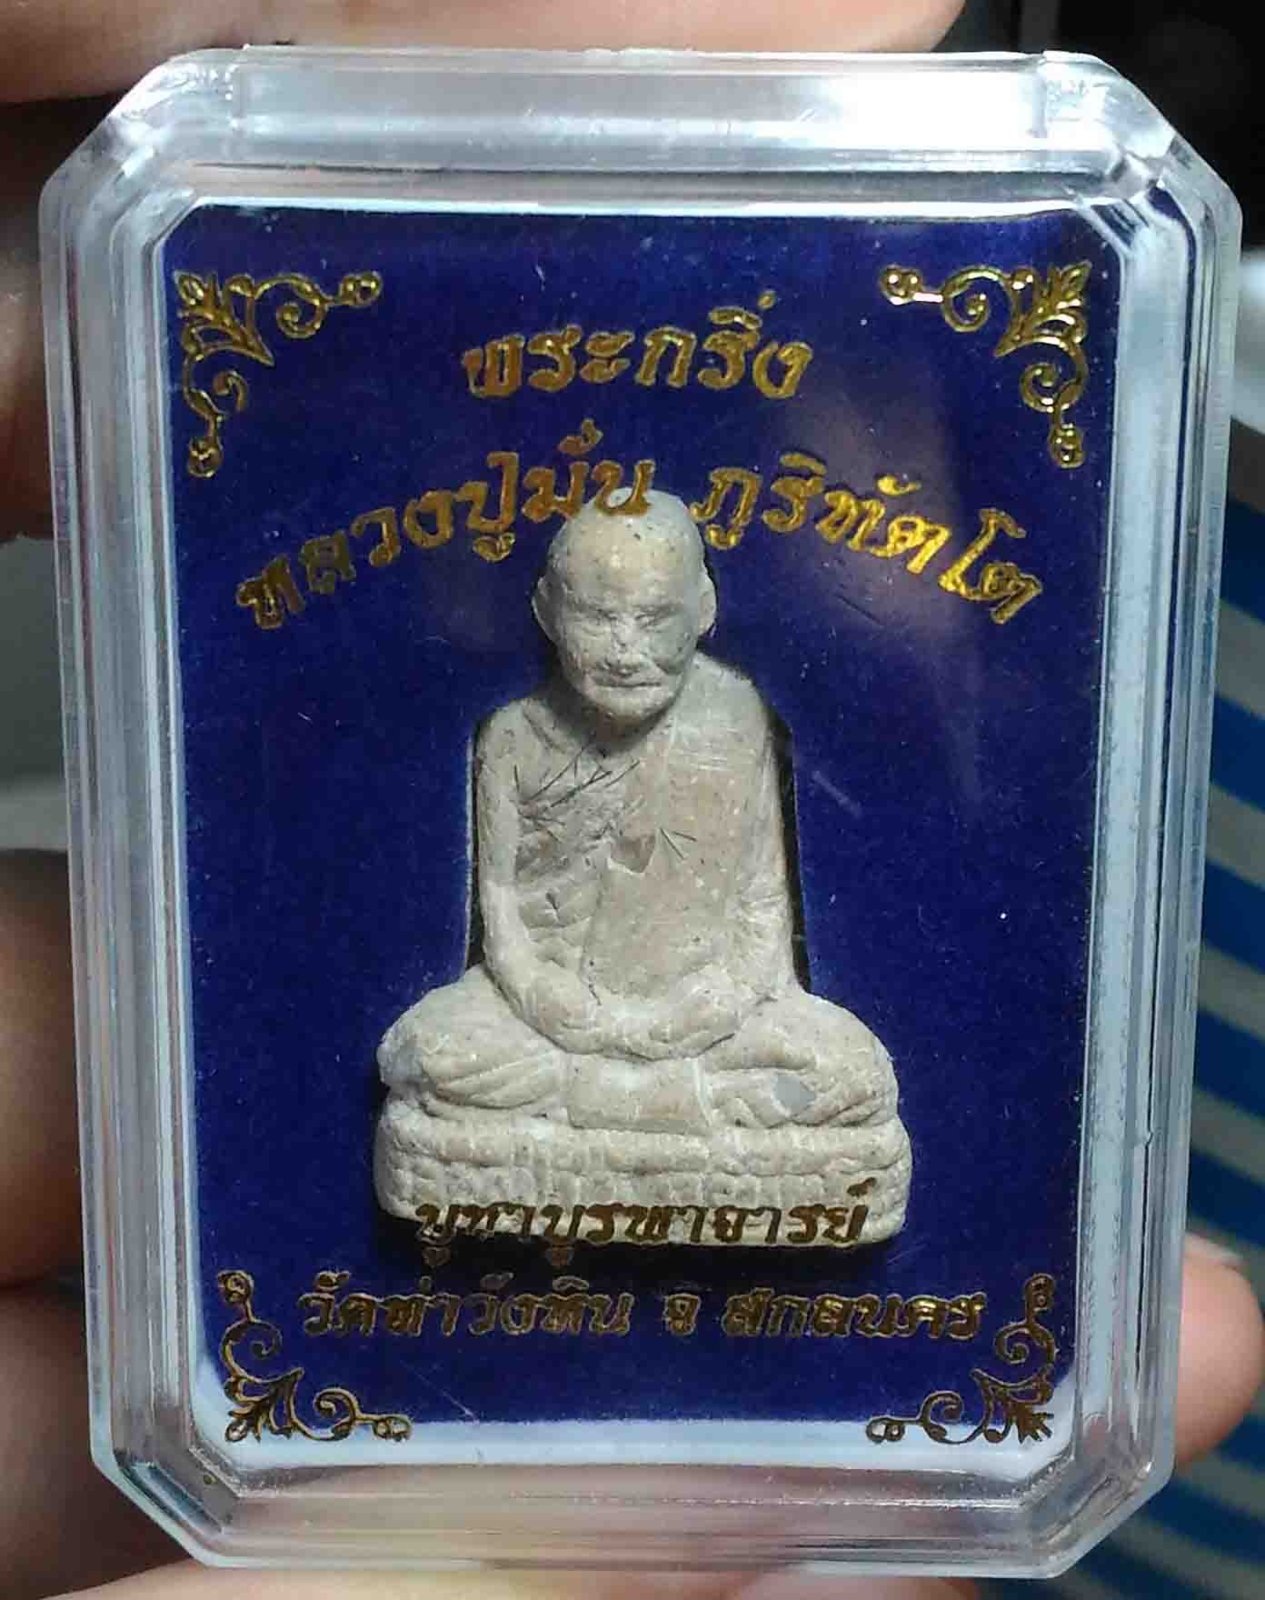 พระกริ่ง
หลวงปู่มั่น ภูริทัตโต
บูชาบูรพาจารย์
วัดท่าวังหิน จ สกลนคร